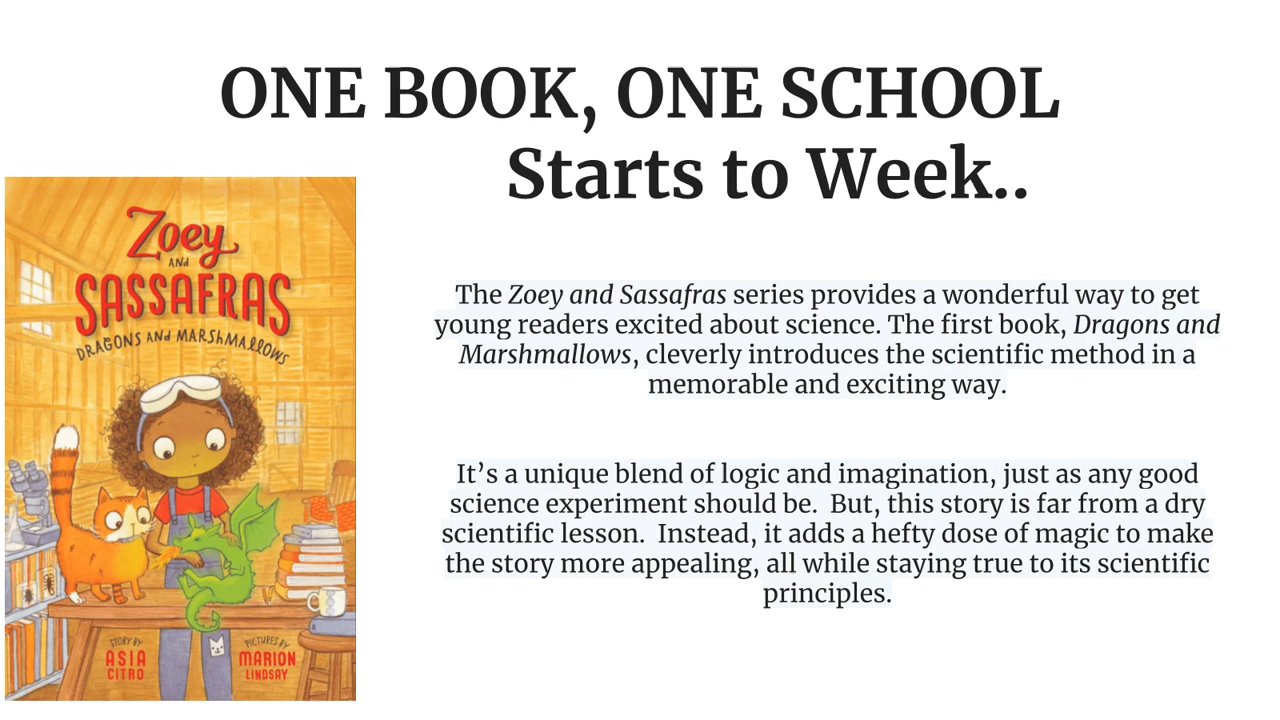 ONE BOOK, ONE SCHOOL
Starts to Week..
Zoey
AND
SASSAFRAS
DRAGONS AND MARSHMALLOWS
STORY BY
ASIA
CITRO
PICTURES BY
MARION
LINDSAY
The Zoey and Sassafras series provides a wonderful way to get
young readers excited about science. The first book, Dragons and
Marshmallows, cleverly introduces the scientific method in a
memorable and exciting way.
It’s a unique blend of logic and imagination, just as any good
science experiment should be.  But, this story is far from a dry
scientific lesson.  Instead, it adds a hefty dose of magic to make
the story more appealing, all while staying true to its scientific
principles.